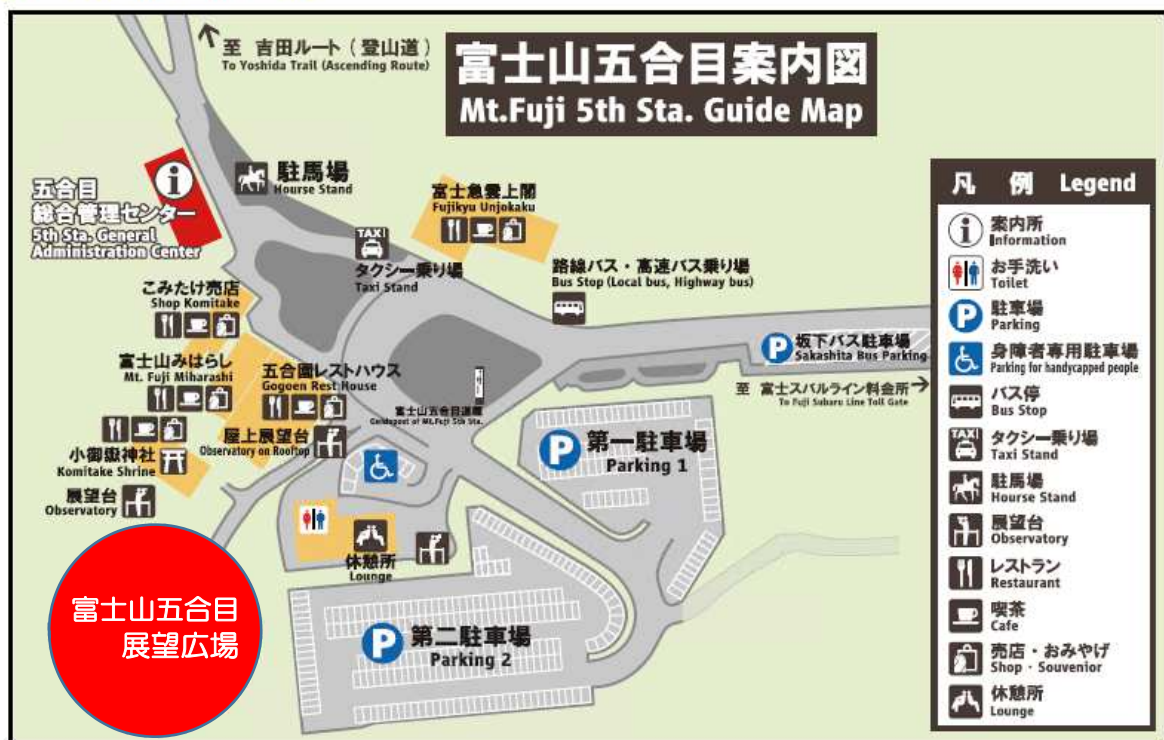 至 吉田ルート（登山道）
To Yoshida Trail (Ascending Route)
富士山五合目案内図
Mt.Fuji 5th Sta. Guide Map
五合目
総合管理センター
5th Sta. General
Administration Center
駐馬場
Hourse Stand
富士急雲上閣
Fujikyu Unjokaku
TAXI
タクシー乗り場
Taxi Stand
路線バス・高速バス乗り場
Bus Stop (Local bus, Highway bus)
こみたけ売店
Shop Komitake
P
坂下バス駐車場
Sakashita Bus Parking
富士山みはらし
Mt. Fuji Miharashi
五合園レストハウス
Gogoen Rest House
至 富士スバルライン料金所
To Fuji Subaru Line Toll Gate
富士山五合目道標
Guidepost of Mt.Fuji 5th Sta.
屋上展望台
Observatory on Rooftop
小御嶽神社
Komitake Shrine
展望台
Observatory
P
第一駐車場
Parking 1
休憩所
Lounge
富士山五合目
展望広場
P
第二駐車場
Parking 2
凡 例 Legend
案内所
Information
お手洗い
Toilet
P
駐車場
Parking
身障者専用駐車場
Parking for handycapped people
バス停
Bus Stop
TAXI
タクシー乗り場
Taxi Stand
駐馬場
Hourse Stand
展望台
Observatory
レストラン
Restaurant
喫茶
Cafe
売店・おみやげ
Shop · Souvenior
休憩所
Lounge